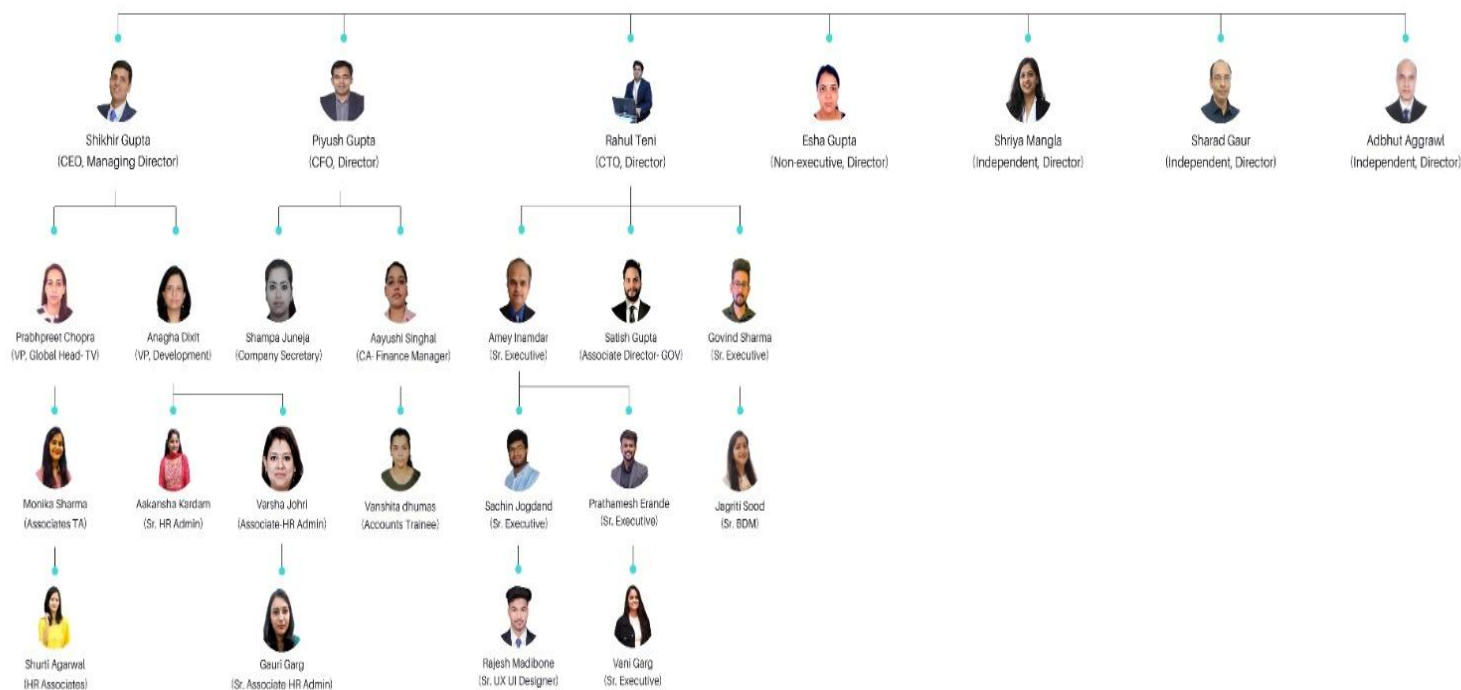 Shikhir Gupta
(CEO, Managing Director)
Piyush Gupta
(CFO, Director)
Rahul Teni
(CTO, Director)
Esha Gupta
(Non-executive, Director)
Shriya Mangla
(Independent, Director)
Sharad Gaur
(Independent, Director)
Adbhut Aggrawl
(Independent, Director)
Prabhpreet Chopra
(VP, Global Head- TV)
Anagha Dixit
(VP, Development)
Shampa Juneja
(Company Secretary)
Aayushi Singhal
(CA- Finance Manager)
Amey Inamdar
(Sr. Executive)
Satish Gupta
(Associate Director- GOV)
Govind Sharma
(Sr. Executive)
Monika Sharma
(Associates TA)
Aakansha Kardam
(Sr. HR Admin)
Varsha Johri
(Associate-HR Admin)
Vanshita dhumas
(Accounts Trainee)
Sachin Jogdand
(Sr. Executive)
Prathamesh Erande
(Sr. Executive)
Jagriti Sood
(Sr. BDM)
Shurti Agarwal
(HR Associates)
Gauri Garg
(Sr. Associate HR Admin)
Rajesh Madibone
(Sr. UX UI Designer)
Vani Garg
(Sr. Executive)